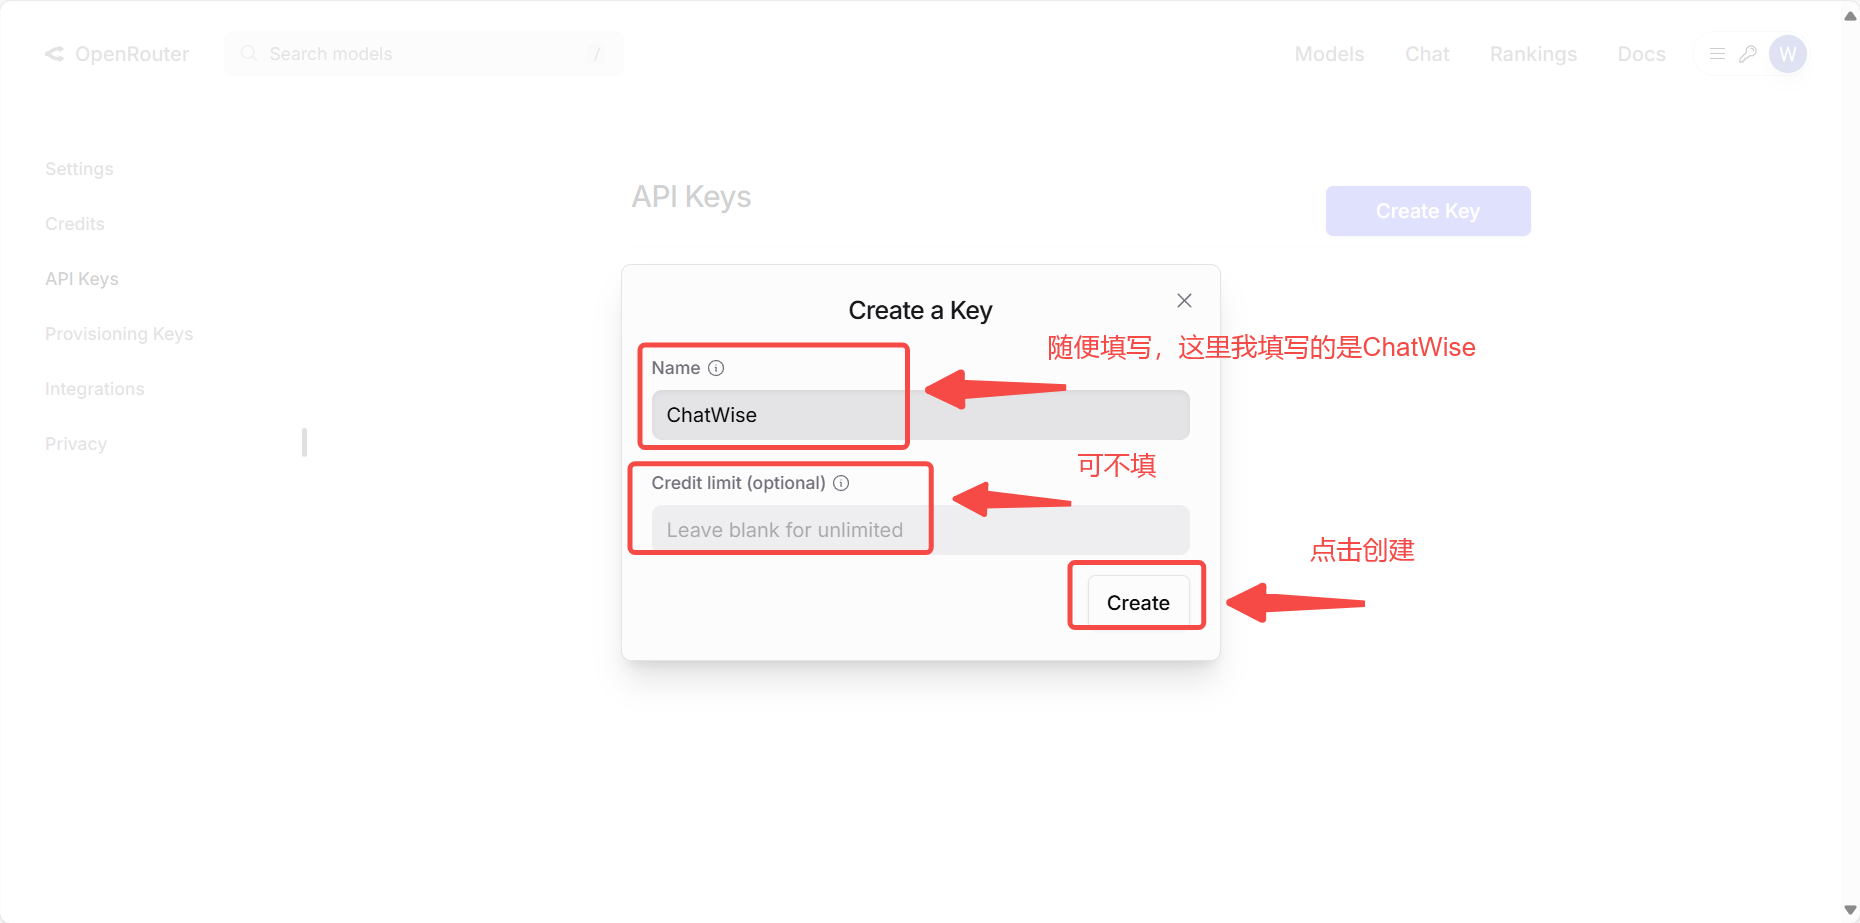 OpenRouter
Search models
/
Models
Chat
Rankings
Docs
W
Settings
Credits
API Keys
Provisioning Keys
Integrations
Privacy
API Keys
Create Key
Create a Key
随便填写，这里我填写的是ChatWise
Name
ChatWise
可不填
Credit limit (optional)
Leave blank for unlimited
点击创建
Create